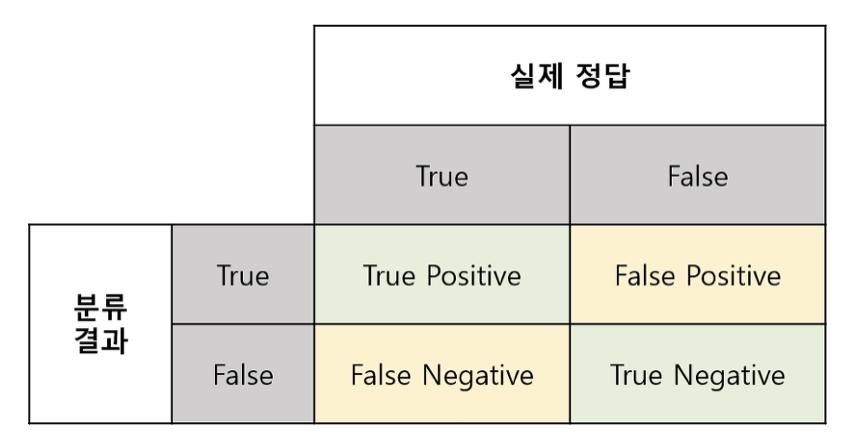 실제 정답
True
False
분류
결과
True
True Positive
False Positive
False
False Negative
True Negative